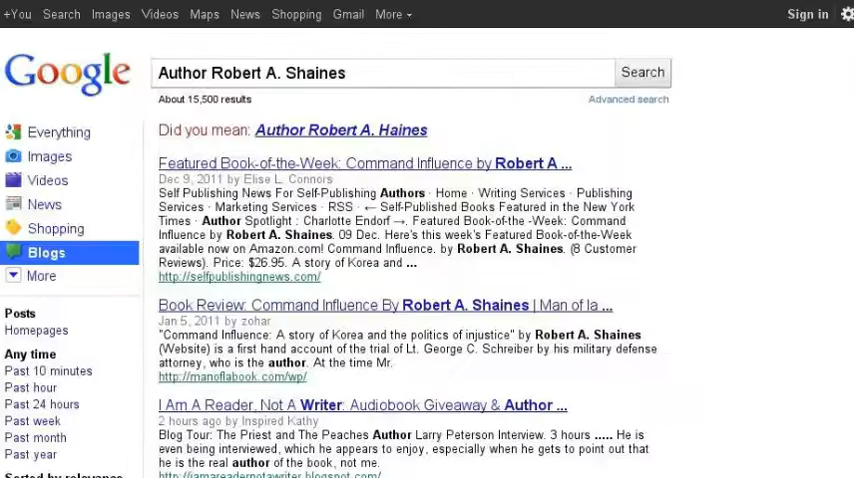 +You Search Images Videos Maps News Shopping Gmail More Sign in
Google
Author Robert A. Shaines Search
About 15,500 results Advanced search
Everything
Images
Videos
News
Shopping
Blogs
More
Posts
Homepages
Any time
Past 10 minutes
Past hour
Past 24 hours
Past week
Past month
Past year
Sorted by relevance
Did you mean: Author Robert A. Haines
Featured Book-of-the-Week: Command Influence by Robert A ...
Dec 9, 2011 by Elise L. Connors
Self Publishing News For Self-Publishing Authors · Home · Writing Services · Publishing
Services · Marketing Services · RSS · ← Self-Published Books Featured in the New York
Times · Author Spotlight : Charlotte Endorf →. Featured Book-of-the -Week: Command
Influence by Robert A. Shaines. 09 Dec. Here's this week's Featured Book-of-the-Week
available now on Amazon.com! Command Influence. by Robert A. Shaines. (8 Customer
Reviews). Price: $26.95. A story of Korea and ...
http://selfpublishingnews.com/
Book Review: Command Influence By Robert A. Shaines | Man of la ...
Jan 5, 2011 by zohar
"Command Influence: A story of Korea and the politics of injustice" by Robert A. Shaines
(Website) is a first hand account of the trial of Lt. George C. Schreiber by his military defense
attorney, who is the author. At the time Mr.
http://manoflabook.com/wp/
I Am A Reader, Not A Writer: Audiobook Giveaway & Author ...
2 hours ago by Inspired Kathy
Blog Tour: The Priest and The Peaches Author Larry Peterson Interview. 3 hours ..... He is
even being interviewed, which he appears to enjoy, especially when he gets to point out that
he is the real author of the book, not me.
http://iamareadernotawriter.blogspot.com/